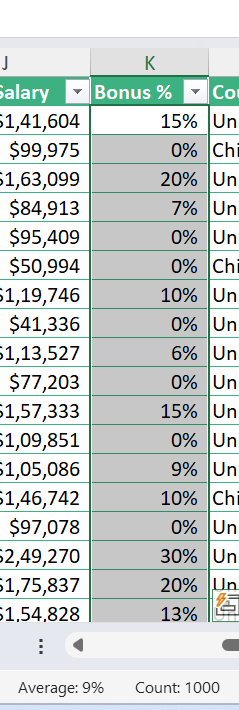 J K
Salary Bonus % Cou
$1,41,604 15% Un
$99,975 0% Chi
$1,63,099 20% Un
$84,913 7% Un
$95,409 0% Un
$50,994 0% Chi
$1,19,746 10% Un
$41,336 0% Un
$1,13,527 6% Un
$77,203 0% Un
$1,57,333 15% Un
$1,09,851 0% Un
$1,05,086 9% Un
$1,46,742 10% Chi
$97,078 0% Un
$2,49,270 30% Un
$1,75,837 20% Un
$1,54,828 13%
Average: 9% Count: 1000